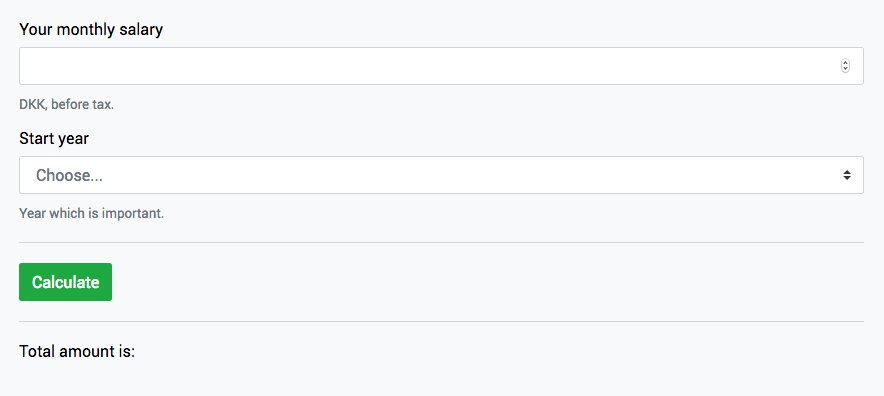 Your monthly salary
DKK, before tax.
Start year
Choose...
Year which is important.
Calculate
Total amount is: